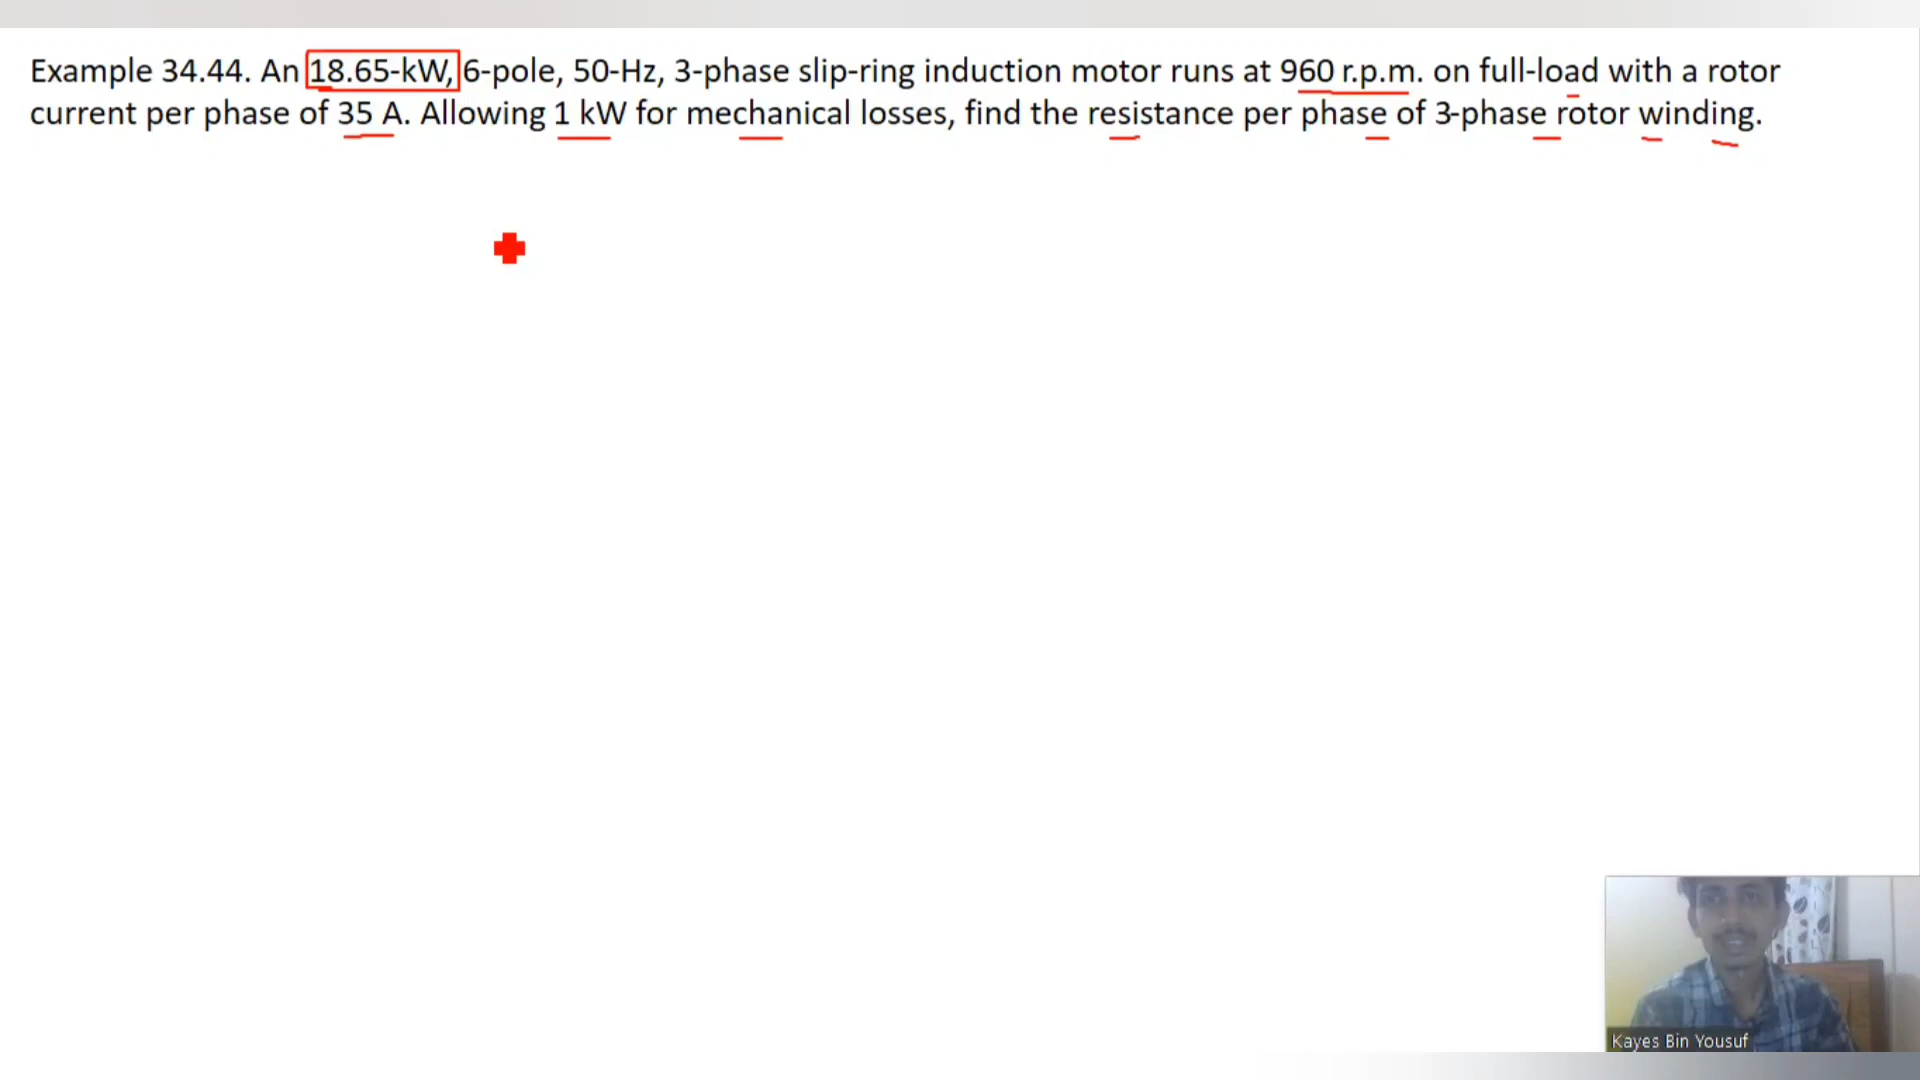 Example 34.44. An 18.65-kW, 6-pole, 50-Hz, 3-phase slip-ring induction motor runs at 960 r.p.m. on full-load with a rotor
current per phase of 35 A. Allowing 1 kW for mechanical losses, find the resistance per phase of 3-phase rotor winding.
Kayes Bin Yousuf